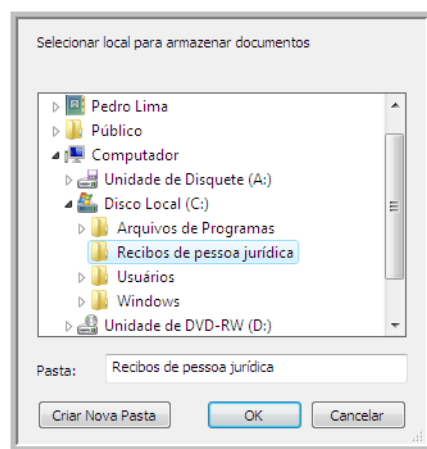 Selecionar local para armazenar documentos
Pedro Lima
Público
Computador
Unidade de Disquete (A:)
Disco Local (C:)
Arquivos de Programas
Recibos de pessoa jurídica
Usuários
Windows
Unidade de DVD-RW (D:)
Pasta: Recibos de pessoa jurídica
Criar Nova Pasta OK Cancelar